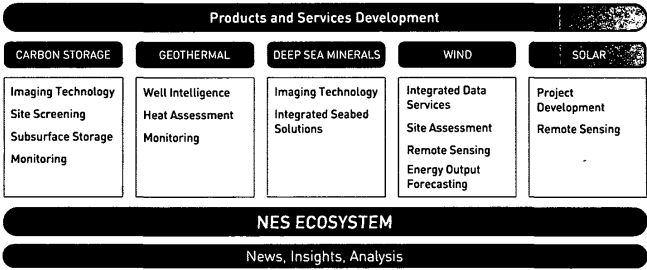 Products and Services Development
CARBON STORAGE
GEOTHERMAL
DEEP SEA MINERALS
WIND
SOLAR
Imaging Technology
Site Screening
Subsurface Storage
Monitoring
Well Intelligence
Heat Assessment
Monitoring
Imaging Technology
Integrated Seabed
Solutions
Integrated Data
Services
Site Assessment
Remote Sensing
Energy Output
Forecasting
Project
Development
Remote Sensing
NES ECOSYSTEM
News, Insights, Analysis